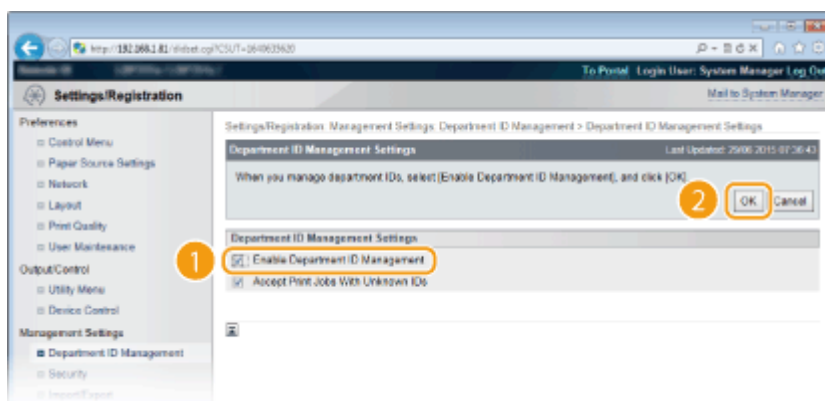 http://192.168.1.81/
To Portal Login User: System Manager Log Ou
Settings/Registration
Mail to System Manager
Preferences
Control Menu
Paper Source Settings
Network
Layout
Print Quality
User Maintenance
Output/Control
Utility Menu
Device Control
Management Settings
Department ID Management
Security
Import/Export
Settings/Registration: Management Settings: Department ID Management > Department ID Management Settings
Department ID Management Settings
Last Updated: 29/06 2015 07:36:43
When you manage department IDs, select [Enable Department ID Management], and click [OK].
2
OK
Cancel
Department ID Management Settings
1
Enable Department ID Management
Accept Print Jobs With Unknown IDs